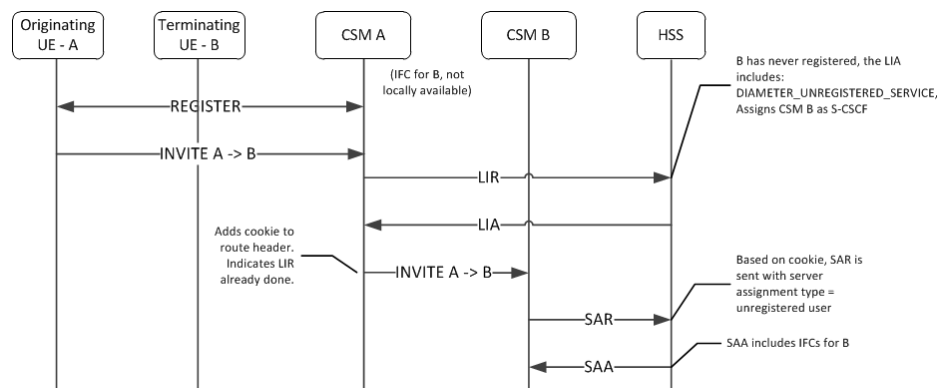 Originating
UE - A
Terminating
UE - B
CSM A
CSM B
HSS
(IFC for B, not
locally available)
B has never registered, the LIA
includes:
DIAMETER_UNREGISTERED_SERVICE,
Assigns CSM B as S-CSCF
REGISTER
INVITE A -> B
LIR
LIA
Adds cookie to
route header.
Indicates LIR
already done.
INVITE A -> B
Based on cookie, SAR is
sent with server
assignment type =
unregistered user
SAR
SAA includes IFCs for B
SAA